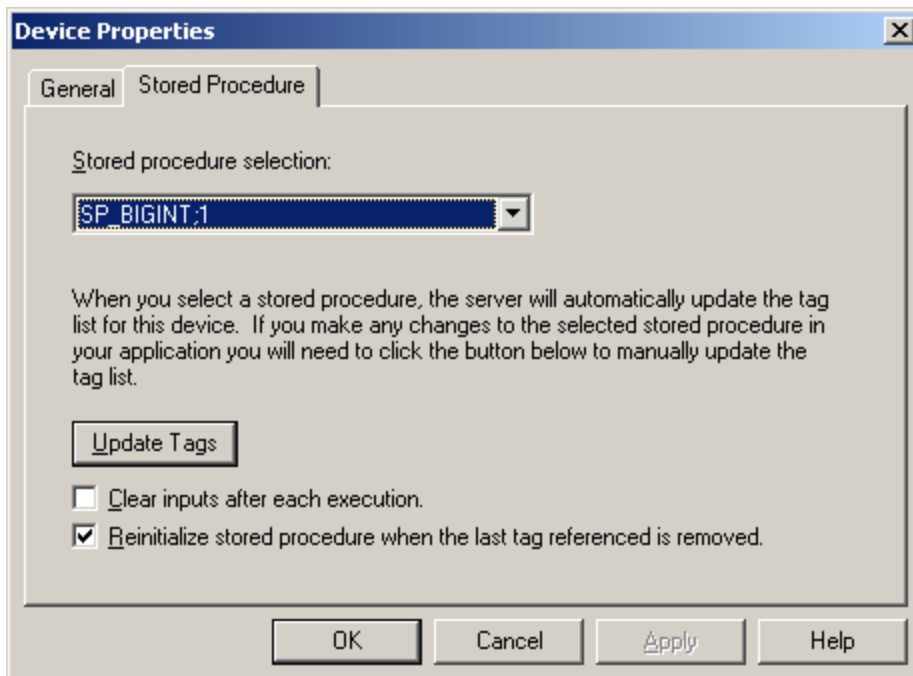 Device Properties
General
Stored Procedure
Stored procedure selection:
SP_BIGINT;1
When you select a stored procedure, the server will automatically update the tag
list for this device.  If you make any changes to the selected stored procedure in
your application you will need to click the button below to manually update the
tag list.
Update Tags
Clear inputs after each execution.
Reinitialize stored procedure when the last tag referenced is removed.
OK
Cancel
Apply
Help